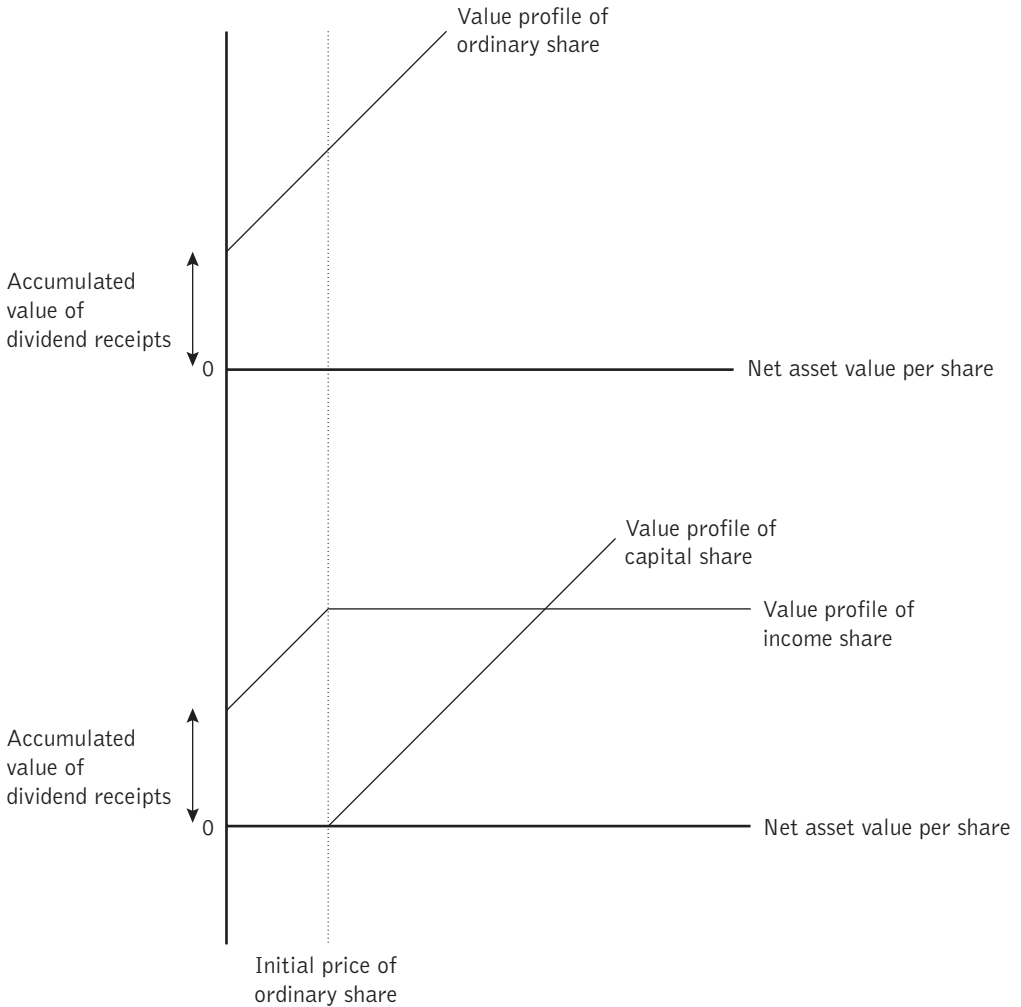 Value profile of
ordinary share
Accumulated
value of
dividend receipts
0
Net asset value per share
Value profile of
capital share
Value profile of
income share
Accumulated
value of
dividend receipts
0
Net asset value per share
Initial price of
ordinary share